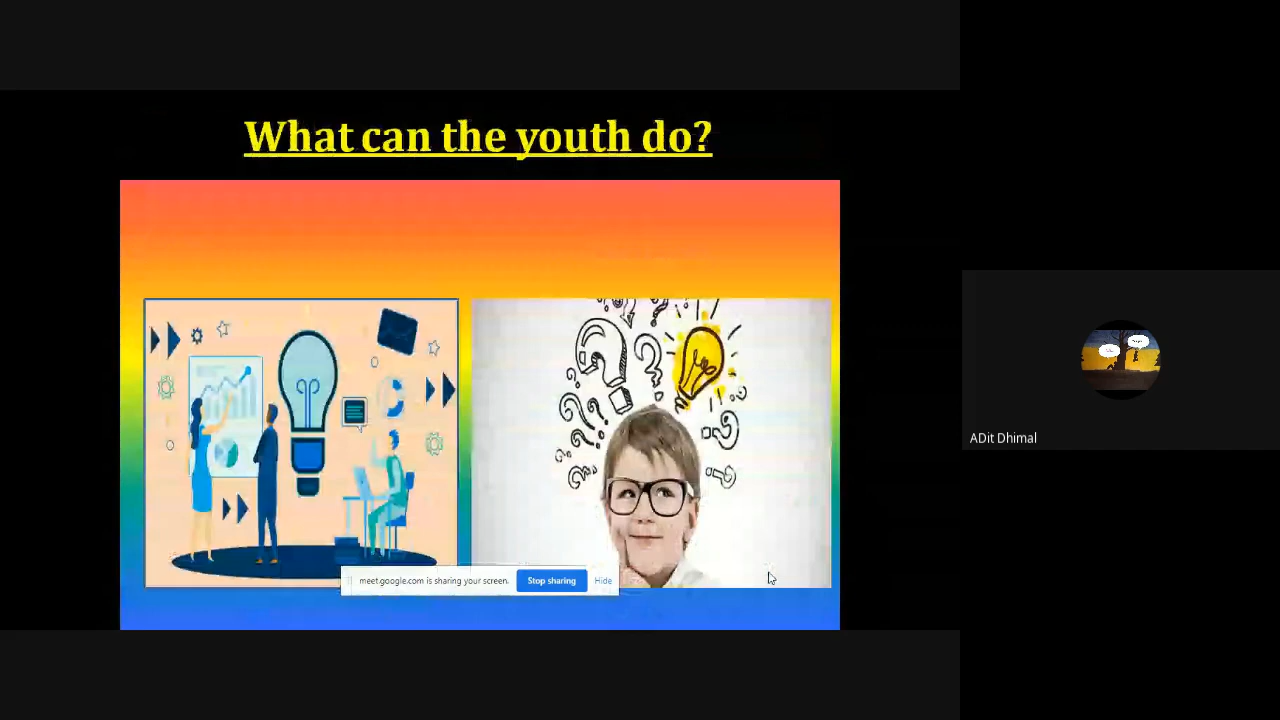 What can the youth do?
meet.google.com is sharing your screen.
Stop sharing
Hide
ADit Dhimal